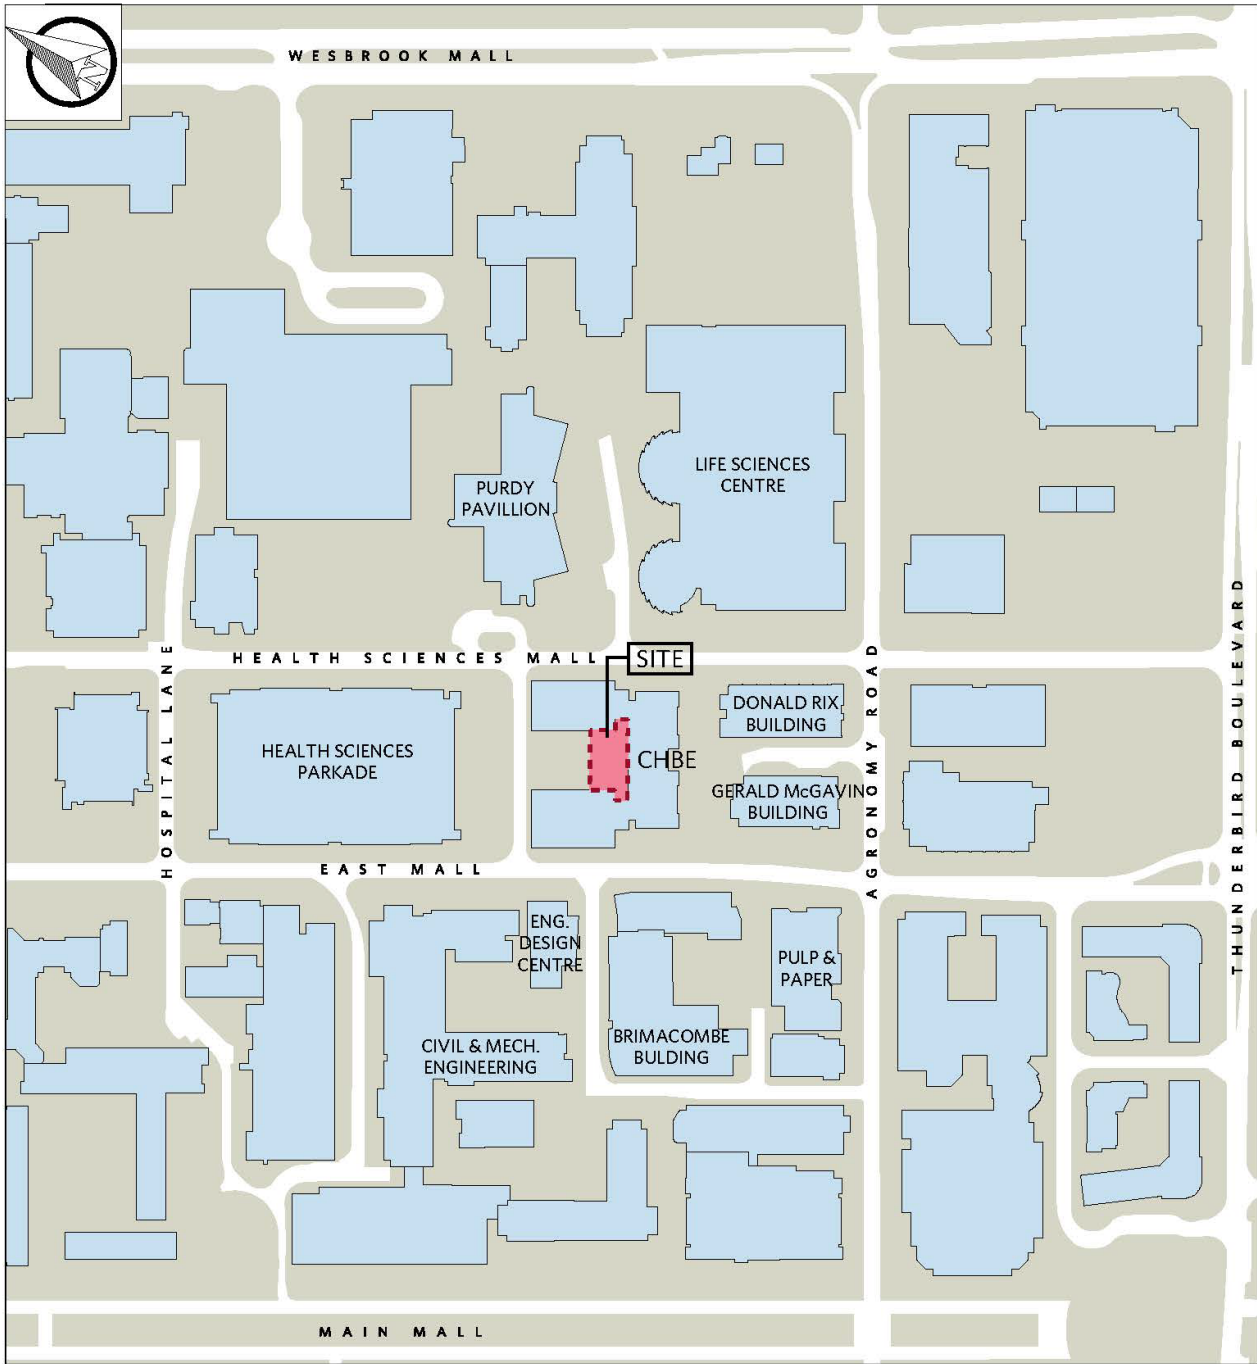 N
WESBROOK MALL
LIFE SCIENCES
CENTRE
PURDY
PAVILLION
HEALTH SCIENCES MALL
SITE
HOSPITAL LANE
AGRONOMY ROAD
THUNDERBIRD BOULEVARD
DONALD RIX
BUILDING
HEALTH SCIENCES
PARKADE
CHBE
GERALD McGAVIN
BUILDING
EAST MALL
ENG.
DESIGN
CENTRE
PULP &
PAPER
CIVIL & MECH.
ENGINEERING
BRIMACOMBE
BULDING
MAIN MALL